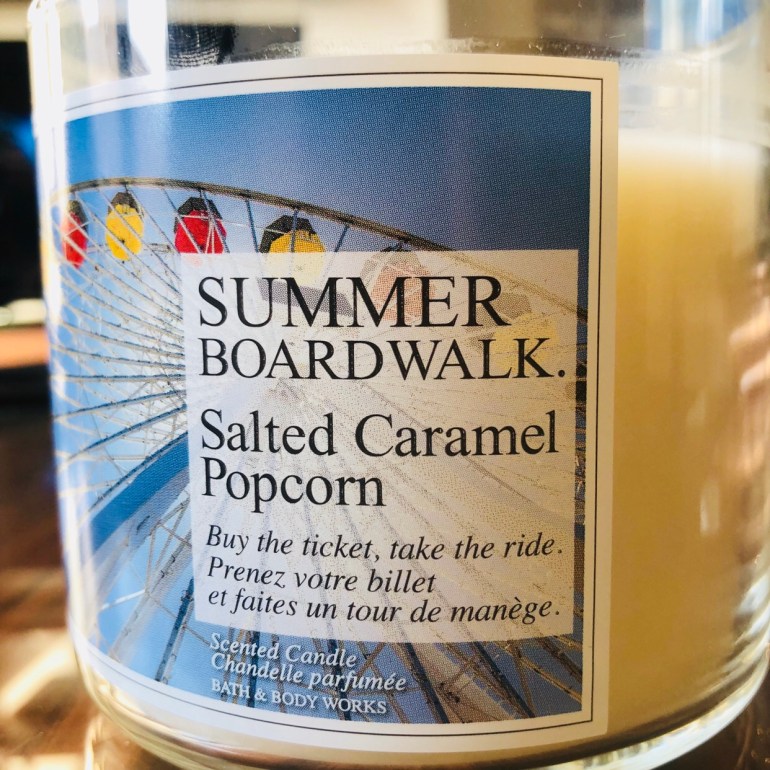 SUMMER
BOARDWALK.
Salted Caramel
Popcorn
Buy the ticket, take the ride.
Prenez votre billet
et faites un tour de manège.
Scented Candle
Chandelle parfumée
BATH & BODY WORKS